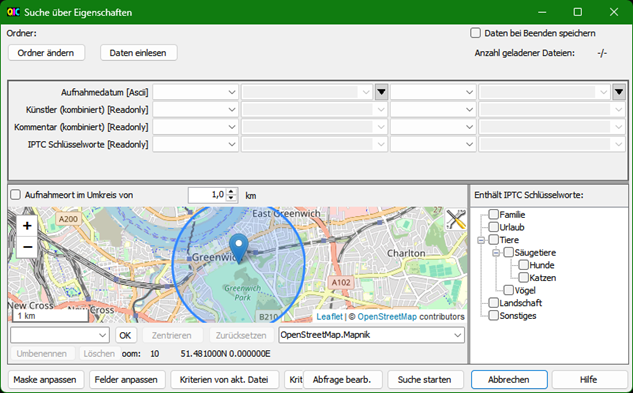 QIC Suche über Eigenschaften
Ordner:
Daten bei Beenden speichern
Ordner ändern Daten einlesen Anzahl geladener Dateien: -/-
Aufnahmedatum [Ascii]
Künstler (kombiniert) [Readonly]
Kommentar (kombiniert) [Readonly]
IPTC Schlüsselworte [Readonly]
Aufnahmeort im Umkreis von 1,0 km
Enthält IPTC Schlüsselworte:
Familie
Urlaub
Tiere
Säugetiere
Hunde
Katzen
Vögel
Landschaft
Sonstiges
+
−
A200
East Greenwich
Greenwich
Charlton
Greenwich
Park
A102
New Cross
New Cross
B210
1 km
Leaflet | © OpenStreetMap contributors
OK Zentrieren Zurücksetzen OpenStreetMap.Mapnik
Umbenennen Löschen oom: 10 51.481000N 0.000000E
Maske anpassen Felder anpassen Kriterien von akt. Datei Krit Abfrage bearb. Suche starten Abbrechen Hilfe